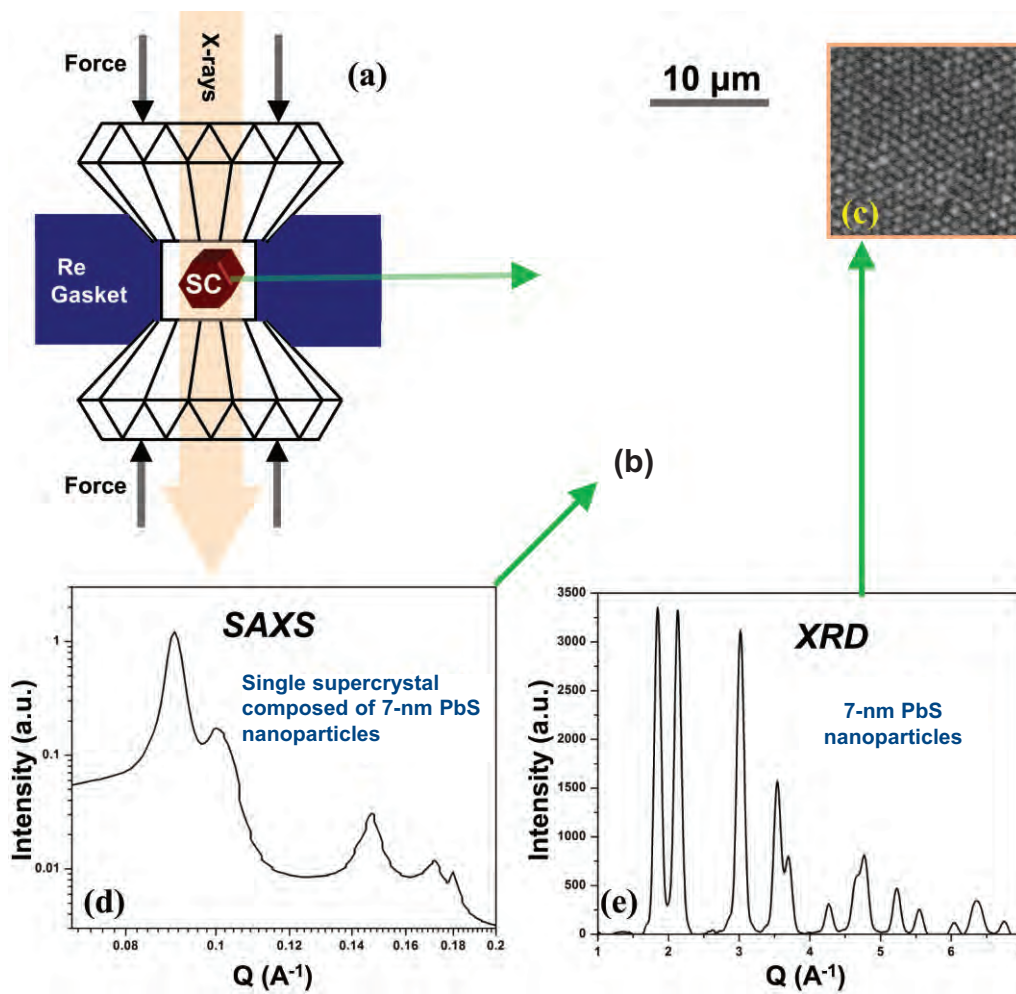 Force
X-rays
(a)
10 μm
(c)
Re
Gasket
SC
Force
(b)
SAXS
Single supercrystal
composed of 7-nm PbS
nanoparticles
Intensity (a.u.)
1
0.1
0.01
(d)
0.08
0.1
0.12
0.14
0.16
0.18
0.2
Q (A⁻¹)
XRD
7-nm PbS
nanoparticles
Intensity (a.u.)
3500
3000
2500
2000
1500
1000
500
0
(e)
1
2
3
4
5
6
Q (A⁻¹)